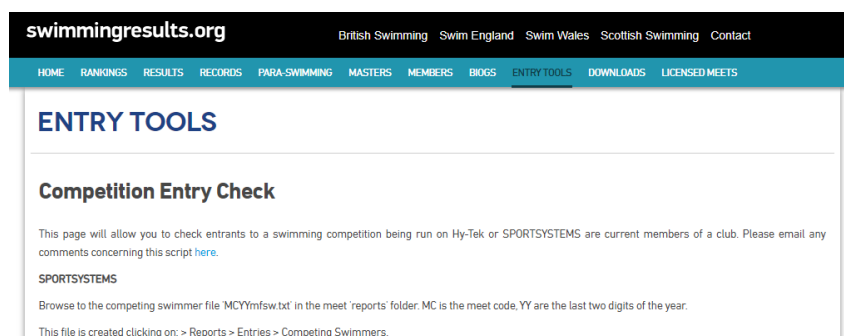 swimmingresults.org
British Swimming Swim England Swim Wales Scottish Swimming Contact
HOME RANKINGS RESULTS RECORDS PARA-SWIMMING MASTERS MEMBERS BIOGS ENTRY TOOLS DOWNLOADS LICENSED MEETS
ENTRY TOOLS
Competition Entry Check
This page will allow you to check entrants to a swimming competition being run on Hy-Tek or SPORTSYSTEMS are current members of a club. Please email any
comments concerning this script here.
SPORTSYSTEMS
Browse to the competing swimmer file 'MCYYmfsw.txt' in the meet 'reports' folder. MC is the meet code, YY are the last two digits of the year.
This file is created clicking on: > Reports > Entries > Competing Swimmers.